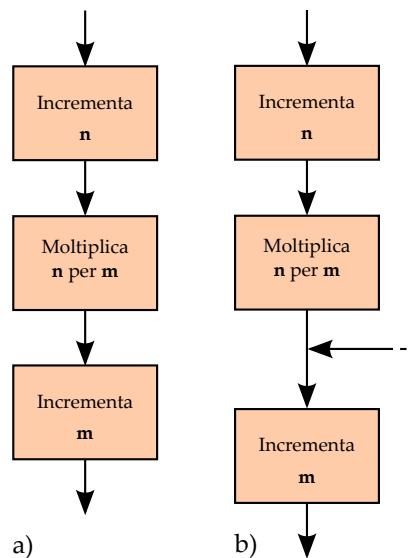 Incrementa
n
Moltiplica
n per m
Incrementa
m
a)
Incrementa
n
Moltiplica
n per m
Incrementa
m
b)